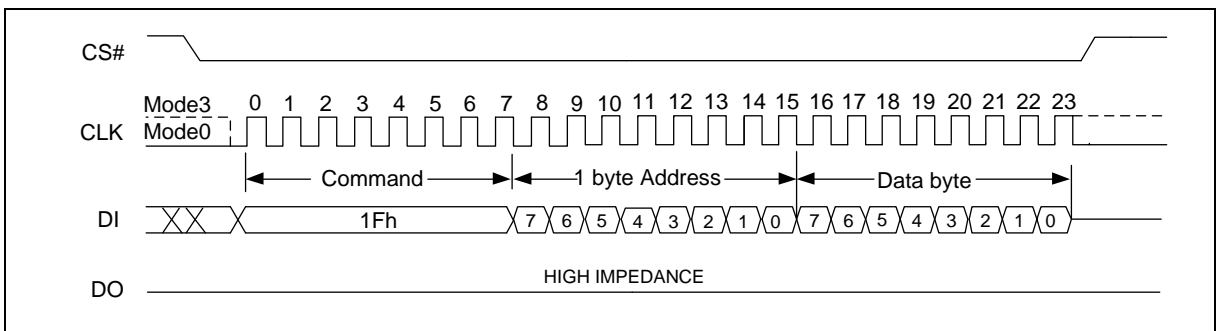 CS#
Mode3 0 1 2 3 4 5 6 7 8 9 10 11 12 13 14 15 16 17 18 19 20 21 22 23
CLK Mode0
Command 1 byte Address Data byte
DI 1Fh 7 6 5 4 3 2 1 0 7 6 5 4 3 2 1 0
HIGH IMPEDANCE
DO